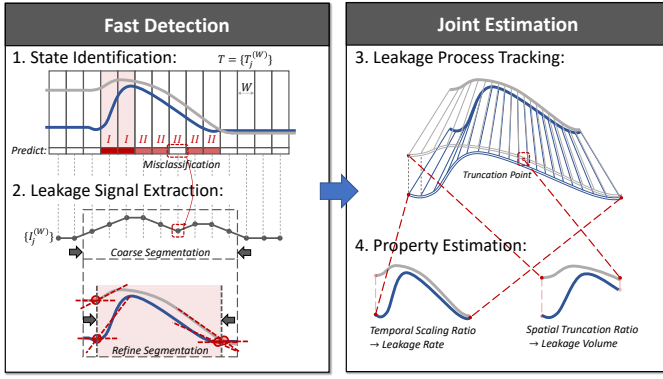 Fast Detection
1. State Identification:
T = {T_j^(W)}
W
I I II II II II II
Predict:
Misclassification
2. Leakage Signal Extraction:
{I_j^(W)}
Coarse Segmentation
Refine Segmentation
Joint Estimation
3. Leakage Process Tracking:
Truncation Point
4. Property Estimation:
Temporal Scaling Ratio
→ Leakage Rate
Spatial Truncation Ratio
→ Leakage Volume